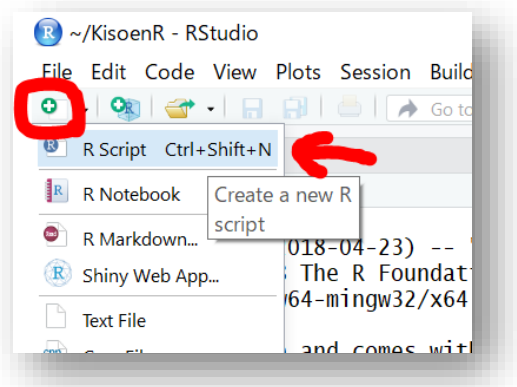 ~/KisoenR - RStudio
File Edit Code View Plots Session Build
Go to
R Script Ctrl+Shift+N
R Notebook
Create a new R
script
R Markdown...
018-04-23) -- "
Shiny Web App...
The R Foundat
64-mingw32/x64
Text File
and comes with